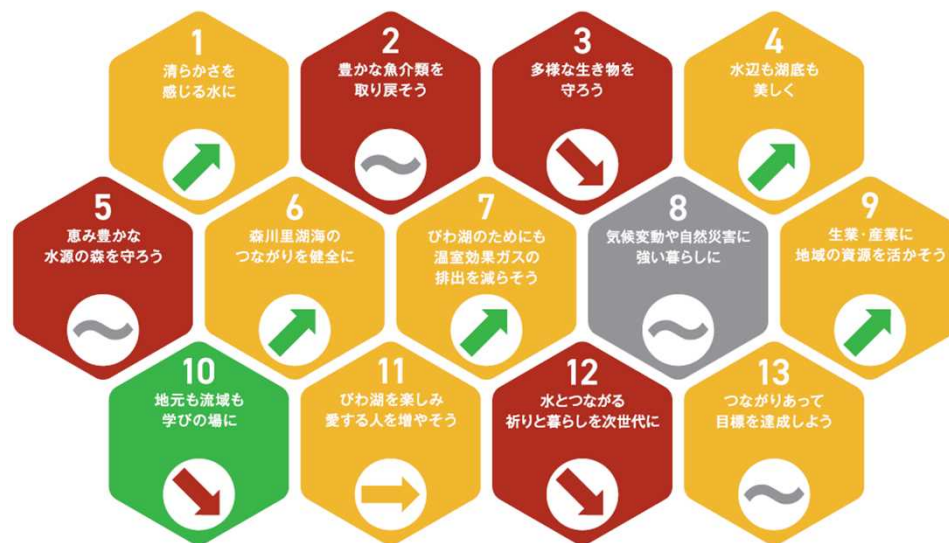 1
清らかさを
感じる水に
2
豊かな魚介類を
取り戻そう
3
多様な生き物を
守ろう
4
水辺も湖底も
美しく
5
恵み豊かな
水源の森を守ろう
6
森川里湖海の
つながりを健全に
7
びわ湖のためにも
温室効果ガスの
排出を減らそう
8
気候変動や自然災害に
強い暮らしに
9
生業・産業に
地域の資源を活かそう
10
地元も流域も
学びの場に
11
びわ湖を楽しみ
愛する人を増やそう
12
水とつながる
祈りと暮らしを次世代に
13
つながりあって
目標を達成しよう